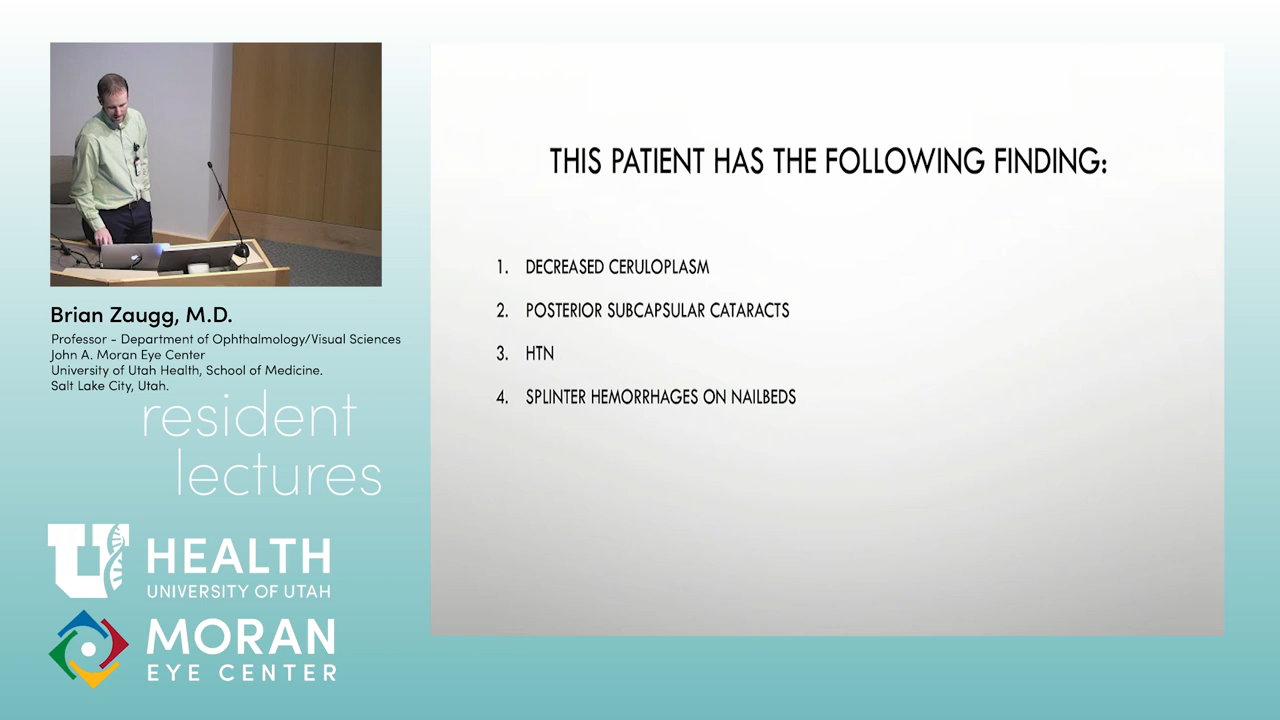 Brian Zaugg, M.D.
Professor - Department of Ophthalmology/Visual Sciences
John A. Moran Eye Center
University of Utah Health, School of Medicine.
Salt Lake City, Utah.
resident
lectures
U HEALTH
UNIVERSITY OF UTAH
MORAN
EYE CENTER
THIS PATIENT HAS THE FOLLOWING FINDING:
1. DECREASED CERULOPLASM
2. POSTERIOR SUBCAPSULAR CATARACTS
3. HTN
4. SPLINTER HEMORRHAGES ON NAILBEDS